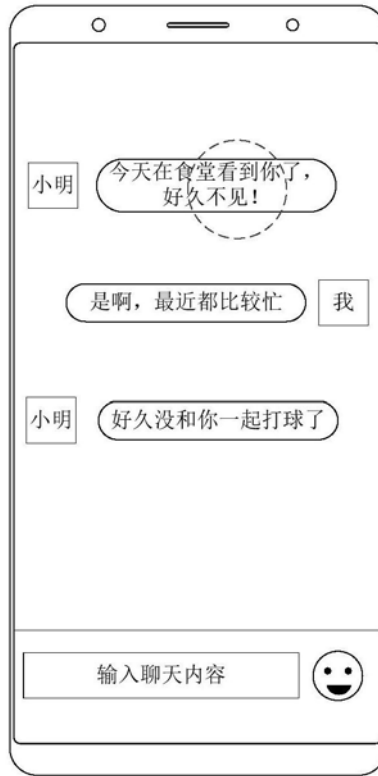 小明
今天在食堂看到你了，
好久不见！
是啊，最近都比较忙
我
小明
好久没和你一起打球了
输入聊天内容